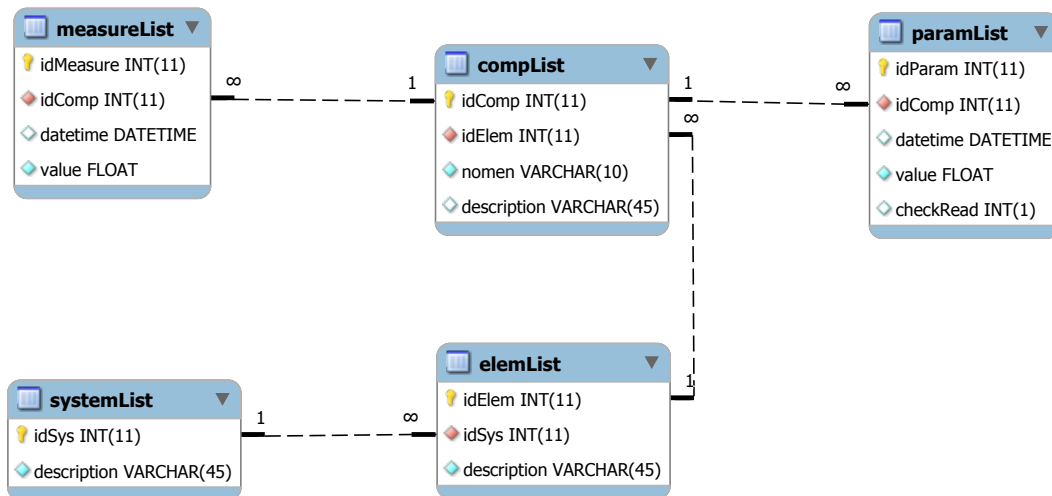 measureList
idMeasure INT(11)
idComp INT(11)
datetime DATETIME
value FLOAT
∞
1
compList
idComp INT(11)
idElem INT(11)
nomen VARCHAR(10)
description VARCHAR(45)
1
∞
∞
paramList
idParam INT(11)
idComp INT(11)
datetime DATETIME
value FLOAT
checkRead INT(1)
systemList
idSys INT(11)
description VARCHAR(45)
1
∞
elemList
idElem INT(11)
idSys INT(11)
description VARCHAR(45)
1